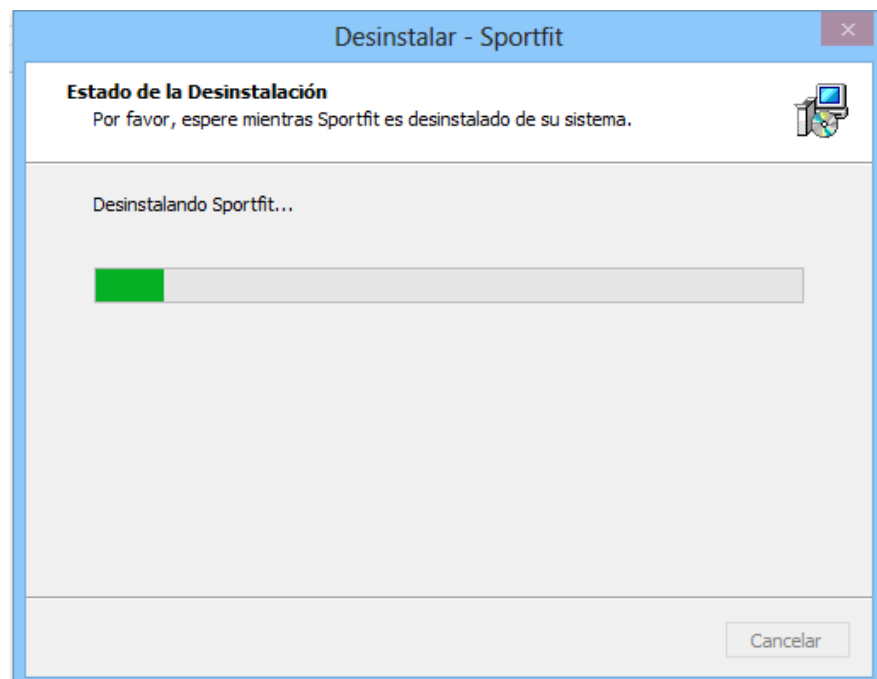 Desinstalar - Sportfit
Estado de la Desinstalación
Por favor, espere mientras Sportfit es desinstalado de su sistema.
Desinstalando Sportfit...
Cancelar